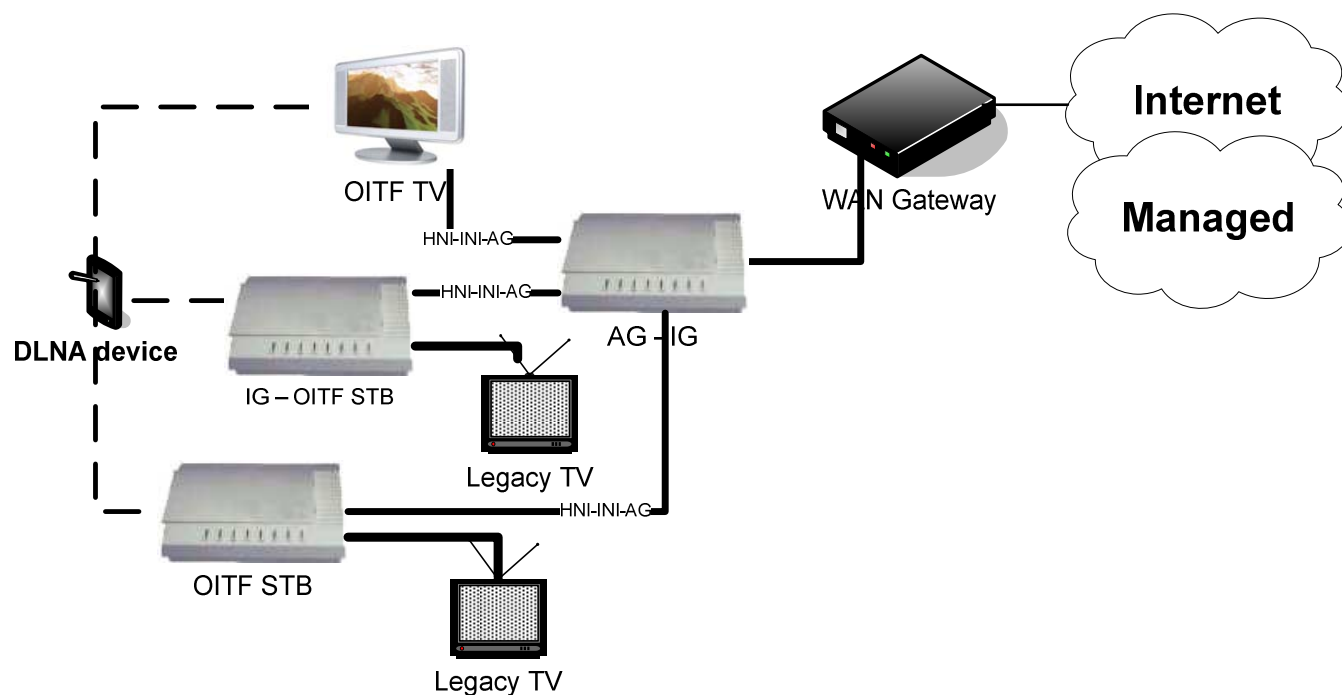 Internet
Managed
WAN Gateway
OITF TV
HNI-INI-AG
HNI-INI-AG
AG – IG
DLNA device
IG – OITF STB
Legacy TV
HNI-INI-AG
OITF STB
Legacy TV